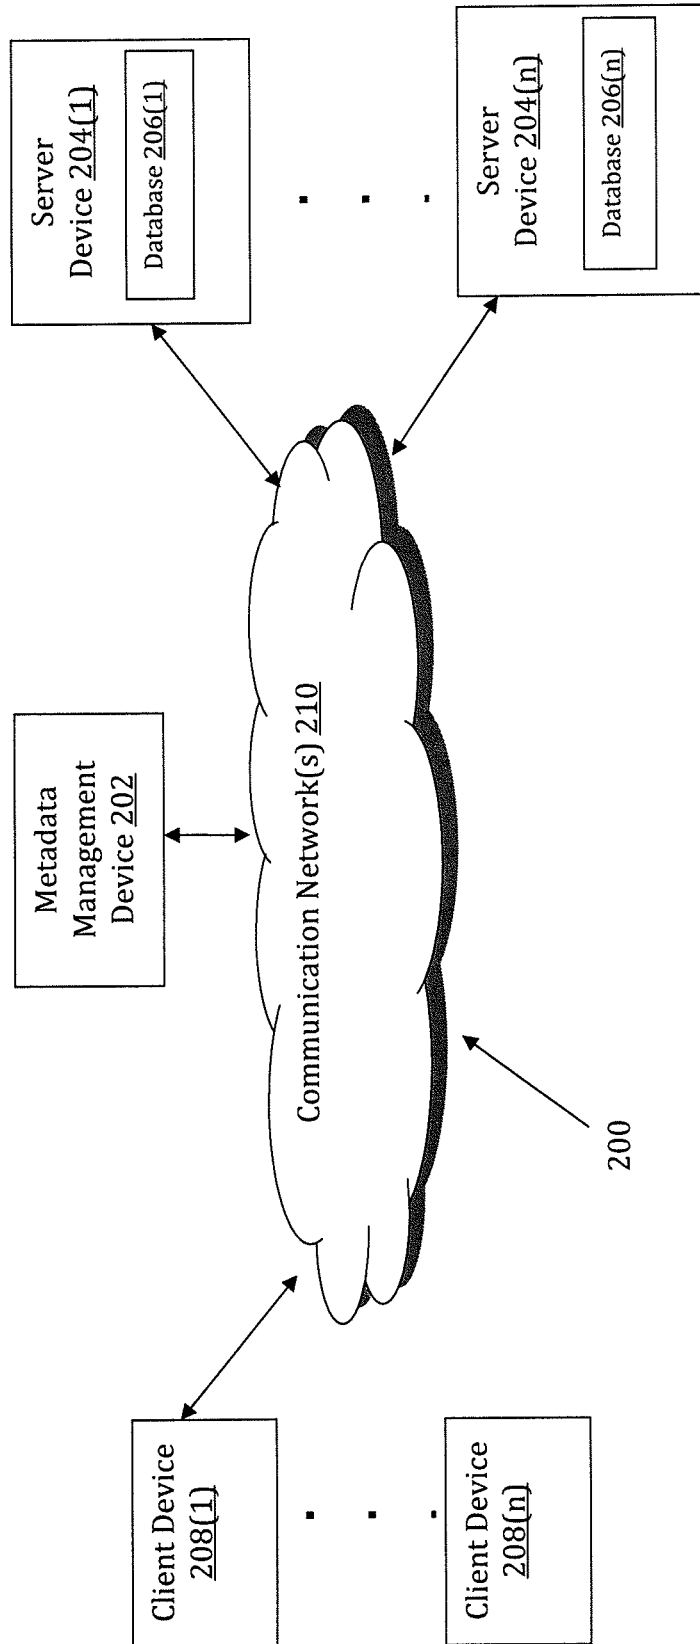 Metadata
Management
Device 202
Client Device
208(1)
Client Device
208(n)
Communication Network(s) 210
200
Server
Device 204(1)
Database 206(1)
Server
Device 204(n)
Database 206(n)